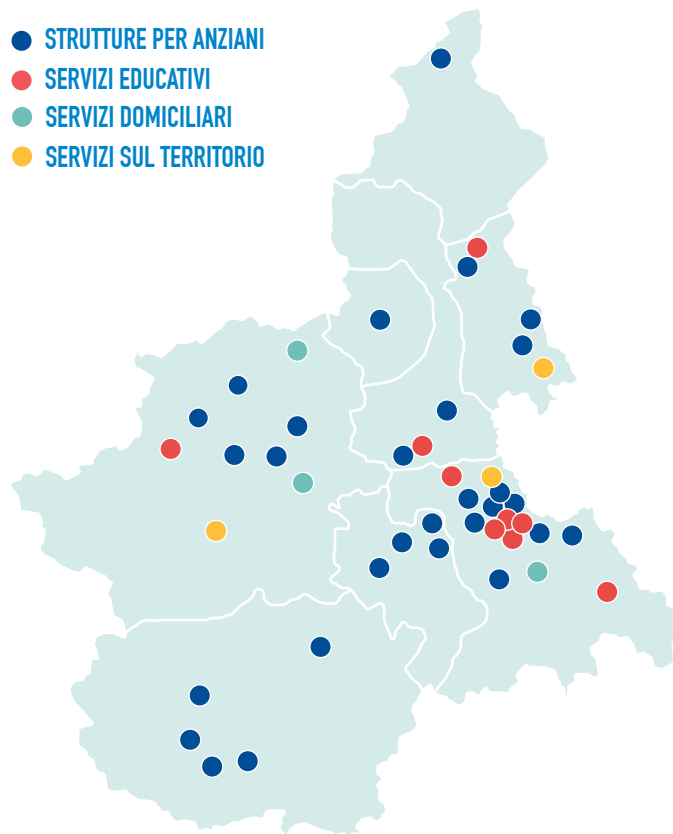 STRUTTURE PER ANZIANI
SERVIZI EDUCATIVI
SERVIZI DOMICILIARI
SERVIZI SUL TERRITORIO